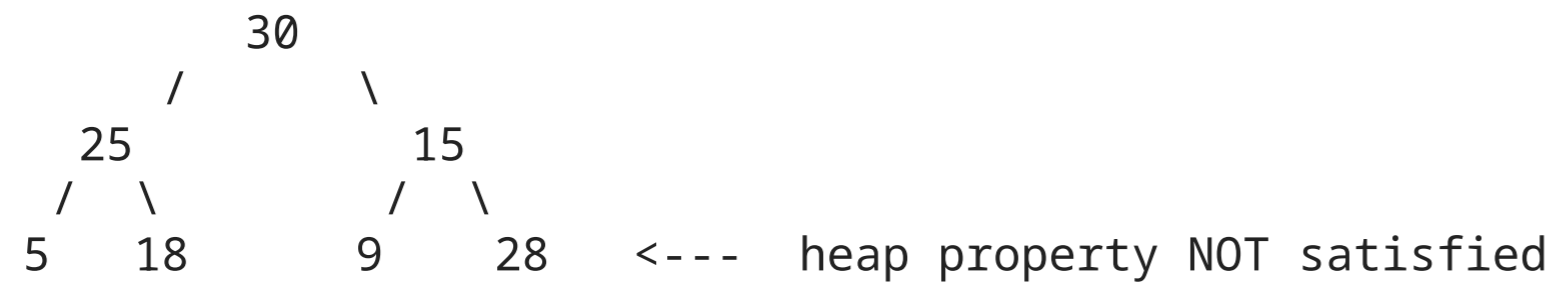 30
/ \
25 15
/ \ / \
5 18 9 28 <--- heap property NOT satisfied